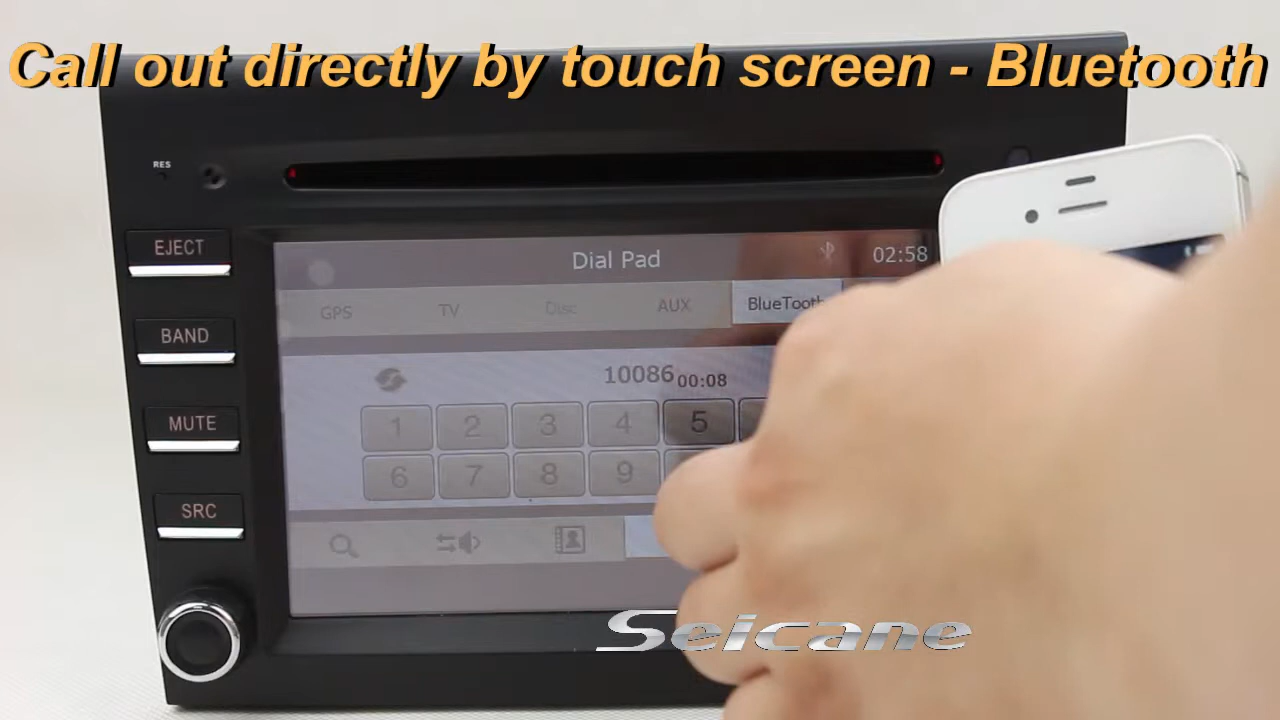 Call out directly by touch screen - Bluetooth
RES
EJECT
Dial Pad
02:58
GPS TV Disc AUX BlueTooth
BAND
10086 00:08
1 2 3 4 5
MUTE
6 7 8 9
SRC
Seicane